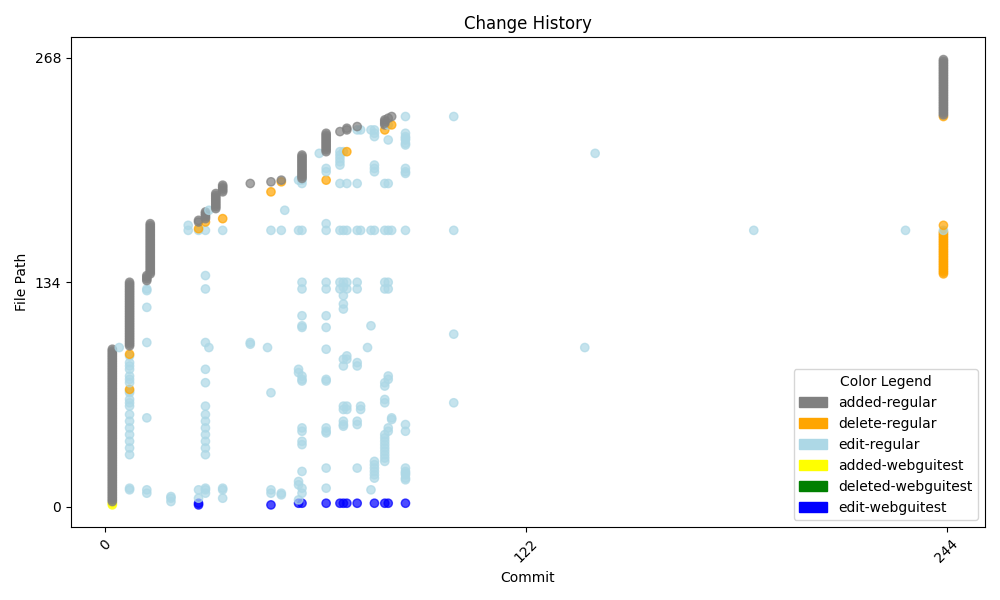 Change History
File Path
268
134
0
0
122
244
Commit
Color Legend
added-regular
delete-regular
edit-regular
added-webguitest
deleted-webguitest
edit-webguitest